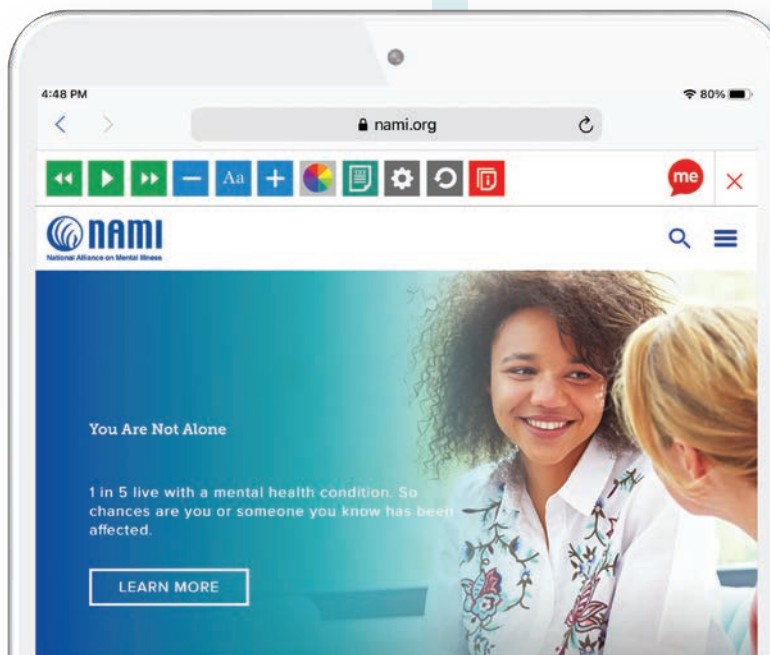 4:48 PM 80%
nami.org
Aa me
NAMI
National Alliance on Mental Illness
You Are Not Alone
1 in 5 live with a mental health condition. So
chances are you or someone you know has been
affected.
LEARN MORE